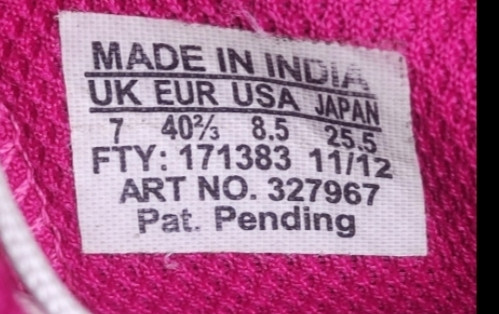 MADE IN INDIA
UK EUR USA JAPAN
7 40⅔ 8.5 25.5
FTY: 171383 11/12
ART NO. 327967
Pat. Pending